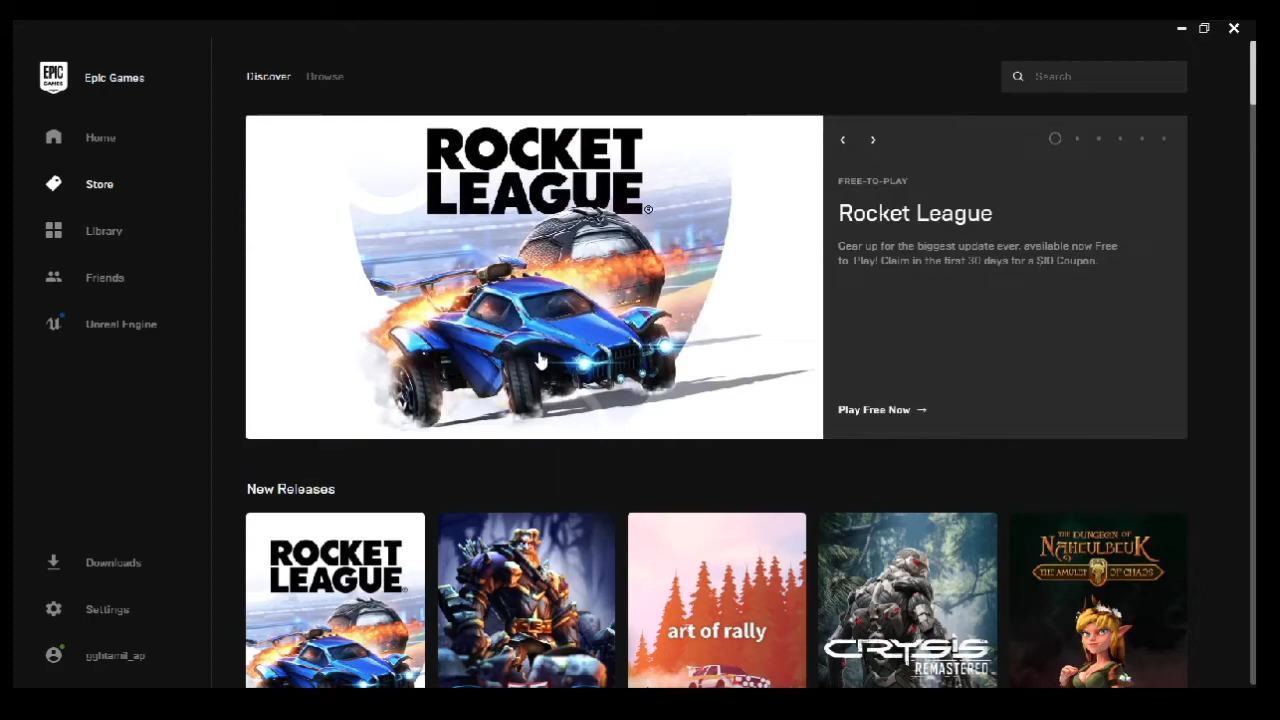 EPIC
GAMES
Epic Games
Home
Store
Library
Friends
Unreal Engine
Downloads
Settings
gghtamil_ap
Discover
Browse
Search
ROCKET
LEAGUE®
FREE-TO-PLAY
Rocket League
Gear up for the biggest update ever, available now Free
to Play! Claim in the first 30 days for a $10 Coupon.
Play Free Now →
New Releases
ROCKET
LEAGUE®
art of rally
CRYSIS
REMASTERED
THE DUNGEON OF
NAHEULBEUK
THE AMULET OF CHAOS